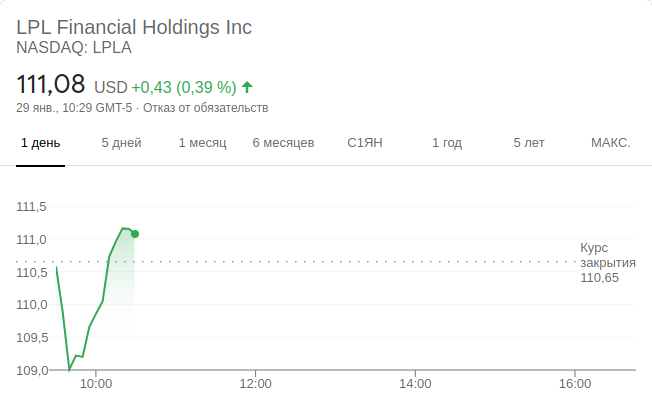 LPL Financial Holdings Inc
NASDAQ: LPLA
111,08 USD +0,43 (0,39 %)
29 янв., 10:29 GMT-5 · Отказ от обязательств
1 день 5 дней 1 месяц 6 месяцев С1ЯН 1 год 5 лет МАКС.
111,5
111,0
Курс
закрытия
110,65
110,5
110,0
109,5
109,0
10:00 12:00 14:00 16:00